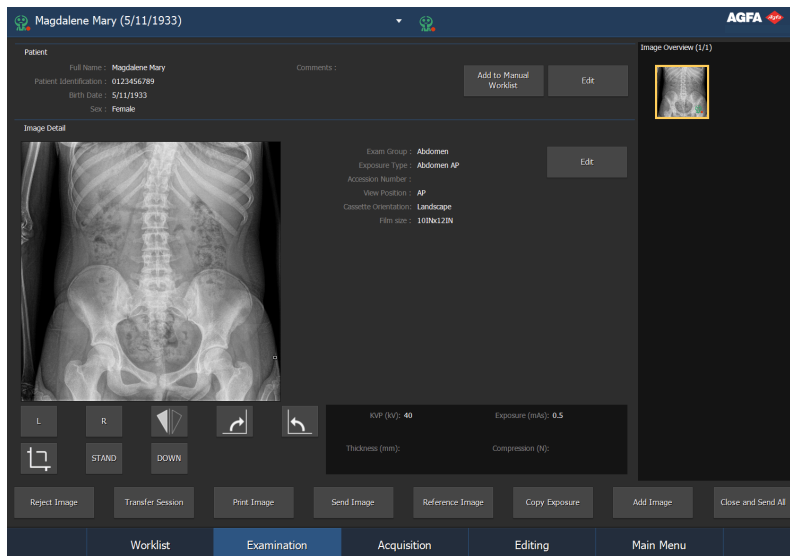 Magdalene Mary (5/11/1933)
AGFA
Patient
Full Name : Magdalene Mary
Comments :
Patient Identification : 0123456789
Birth Date : 5/11/1933
Sex : Female
Add to Manual
Worklist
Edit
Image Overview (1/1)
Image Detail
Exam Group : Abdomen
Exposure Type : Abdomen AP
Accession Number :
View Position : AP
Cassette Orientation: Landscape
Film size : 10INx12IN
Edit
L
R
STAND
DOWN
KVP (kV): 40
Exposure (mAs): 0.5
Thickness (mm):
Compression (N):
Reject Image
Transfer Session
Print Image
Send Image
Reference Image
Copy Exposure
Add Image
Close and Send All
Worklist
Examination
Acquisition
Editing
Main Menu